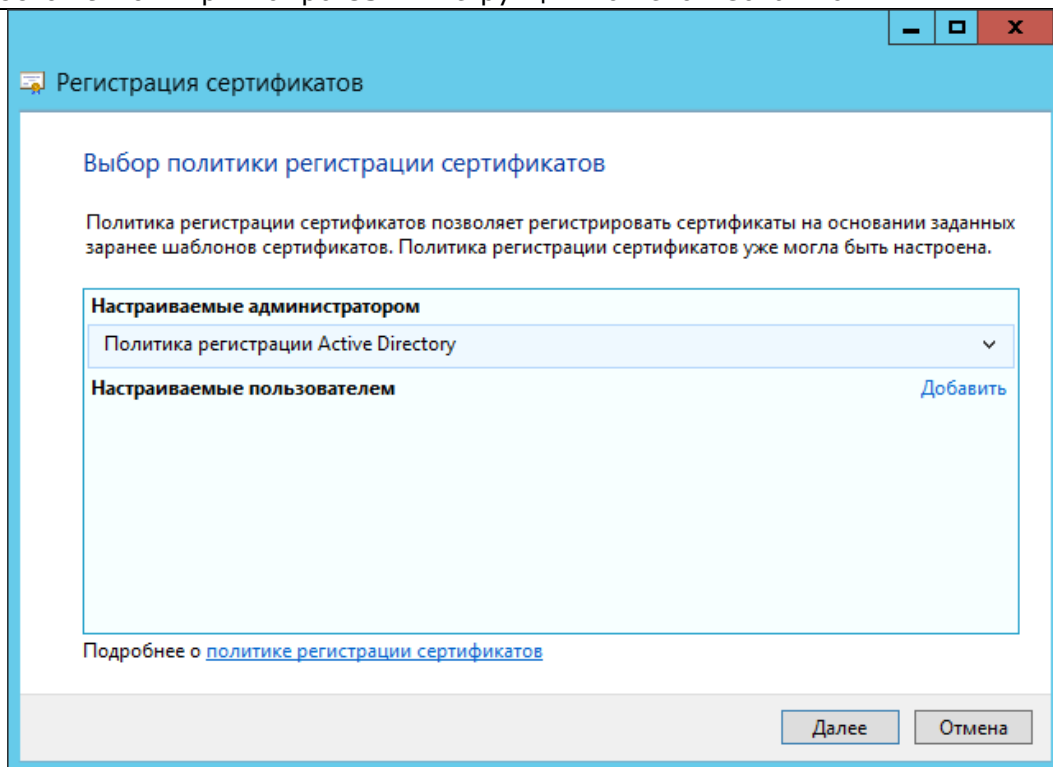 Регистрация сертификатов
Выбор политики регистрации сертификатов
Политика регистрации сертификатов позволяет регистрировать сертификаты на основании заданных
заранее шаблонов сертификатов. Политика регистрации сертификатов уже могла быть настроена.
Настраиваемые администратором
Политика регистрации Active Directory
Настраиваемые пользователем Добавить
Подробнее о политике регистрации сертификатов
Далее Отмена